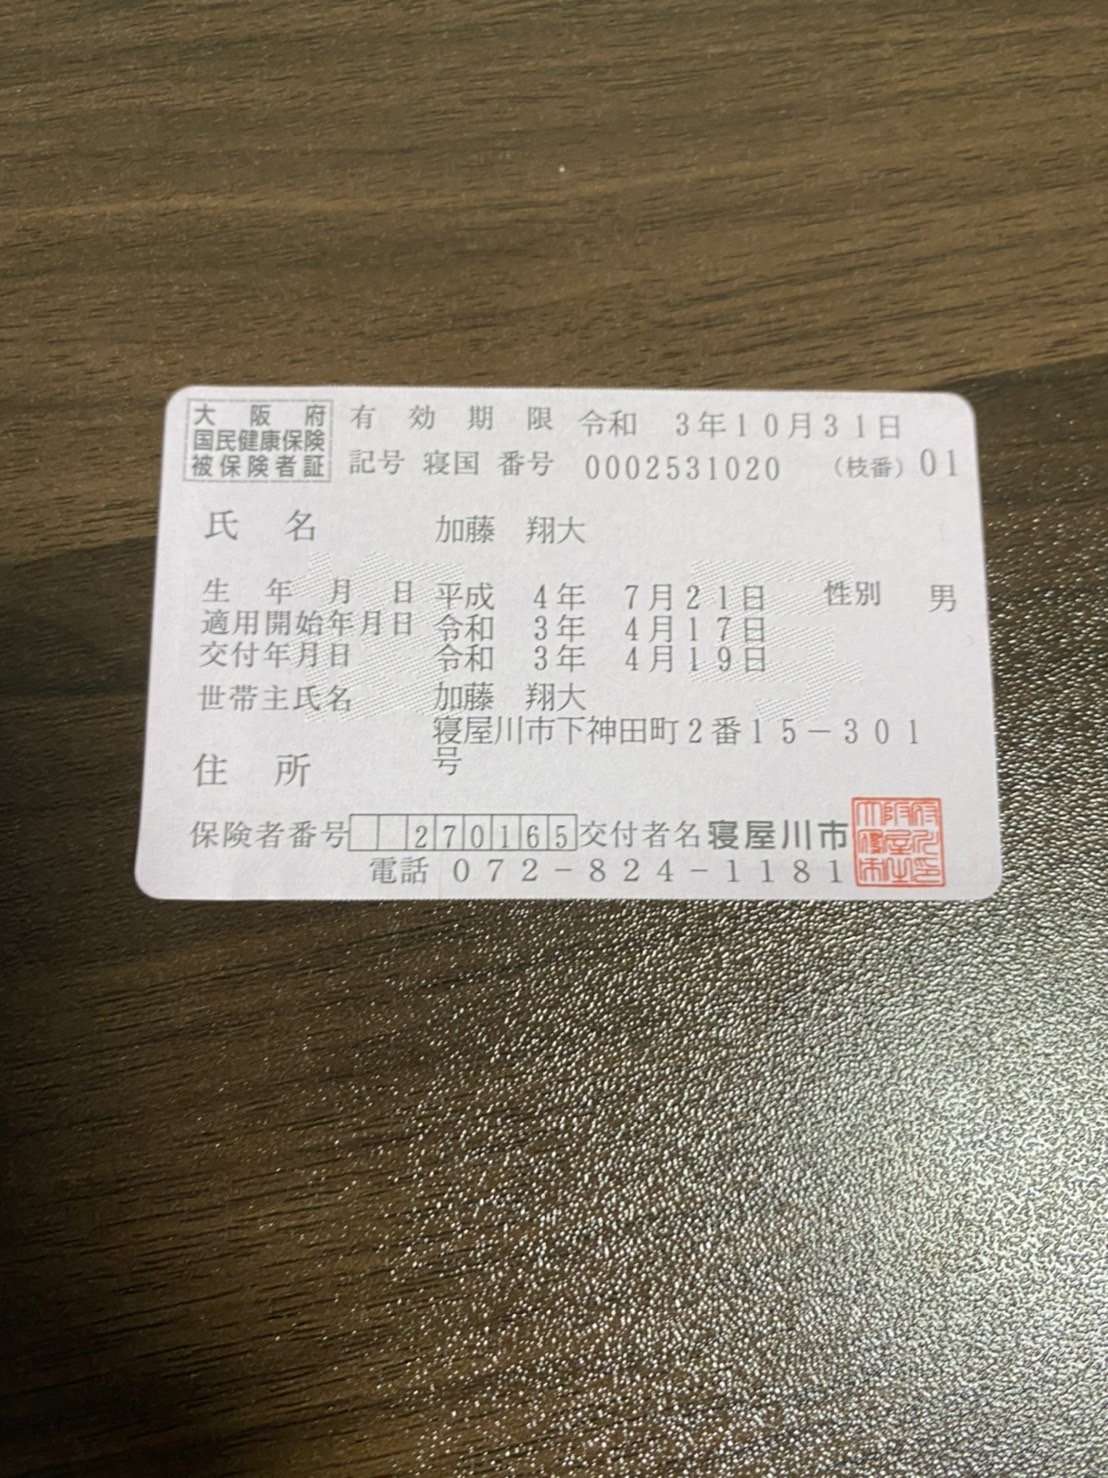 大阪府
国民健康保険
被保険者証
有効期限 令和 3年10月31日
記号 寝国 番号 0002531020 (枝番) 01
氏名 加藤 翔大
生年月日 平成 4年 7月21日 性別 男
適用開始年月日 令和 3年 4月17日
交付年月日 令和 3年 4月19日
世帯主氏名 加藤 翔大
寝屋川市下神田町2番15－301
号
住所
保険者番号 270165 交付者名 寝屋川市
電話 072－824－1181